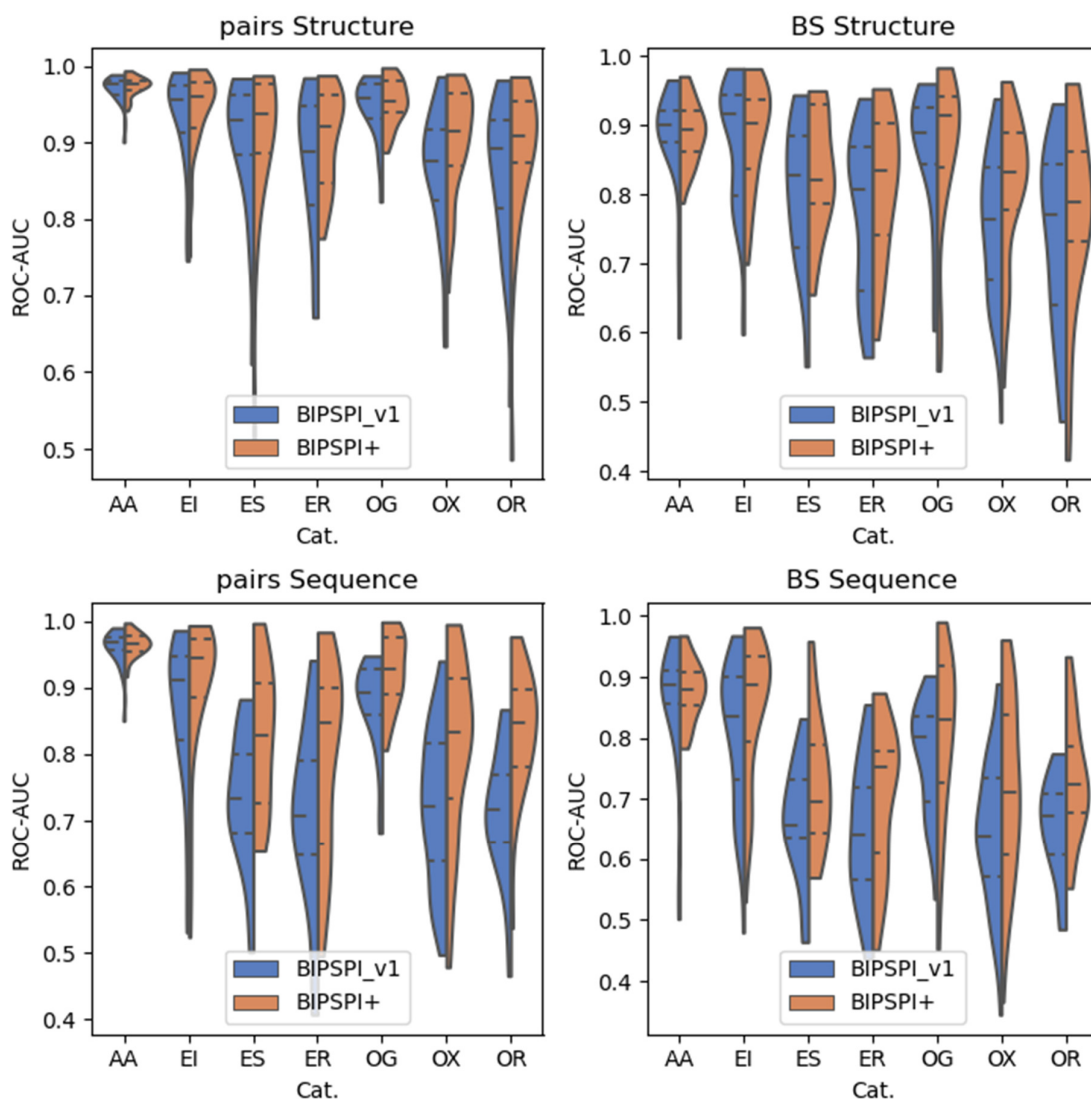 pairs Structure
ROC-AUC
1.0
0.9
0.8
0.7
0.6
0.5
BIPSPI_v1
BIPSPI+
AA EI ES ER OG OX OR
Cat.
BS Structure
ROC-AUC
1.0
0.9
0.8
0.7
0.6
0.5
0.4
BIPSPI_v1
BIPSPI+
AA EI ES ER OG OX OR
Cat.
pairs Sequence
ROC-AUC
1.0
0.9
0.8
0.7
0.6
0.5
0.4
BIPSPI_v1
BIPSPI+
AA EI ES ER OG OX OR
Cat.
BS Sequence
ROC-AUC
1.0
0.9
0.8
0.7
0.6
0.5
0.4
BIPSPI_v1
BIPSPI+
AA EI ES ER OG OX OR
Cat.